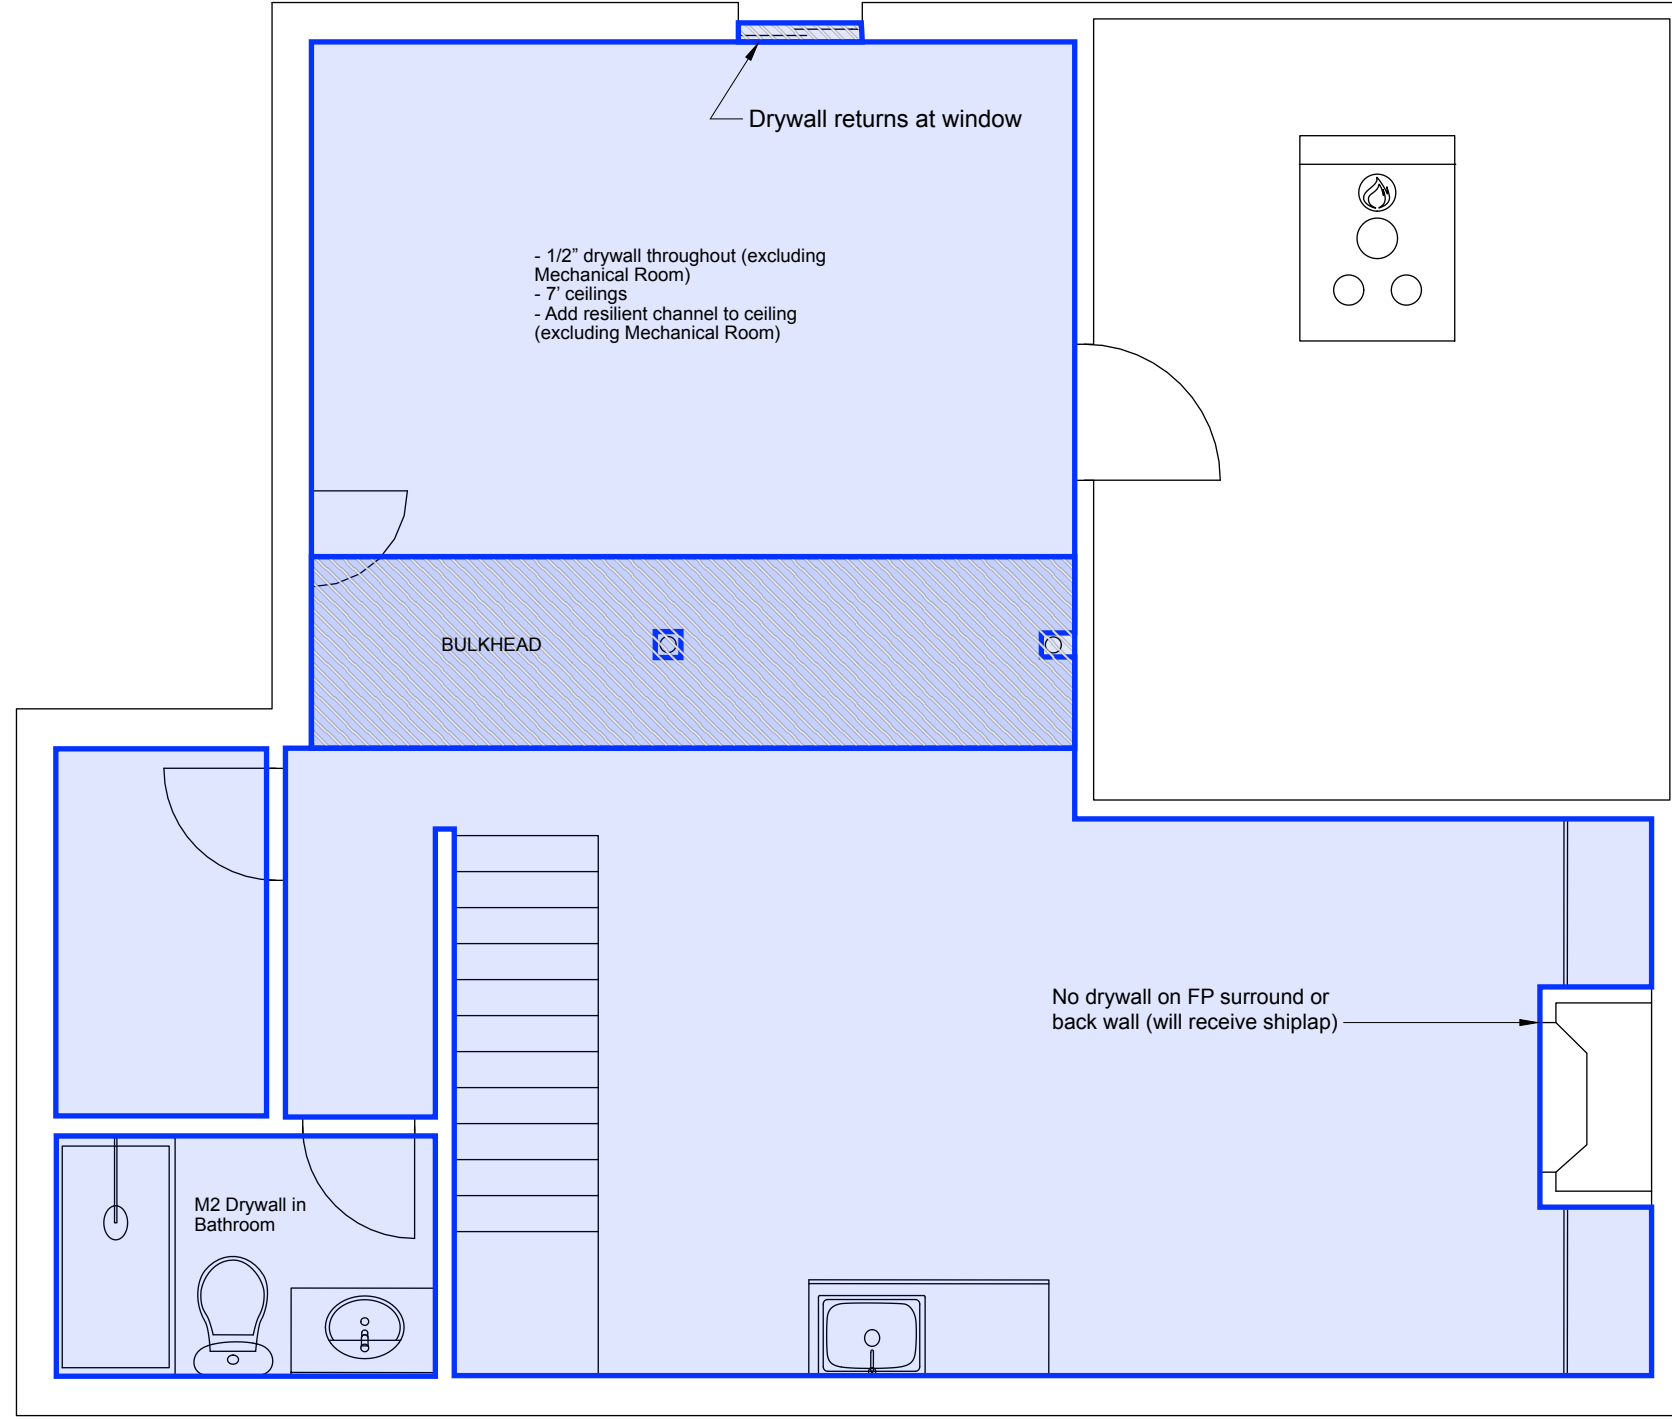 Drywall returns at window
- 1/2” drywall throughout (excluding
Mechanical Room)
- 7’ ceilings
- Add resilient channel to ceiling
(excluding Mechanical Room)
BULKHEAD
No drywall on FP surround or
back wall (will receive shiplap)
M2 Drywall in
Bathroom